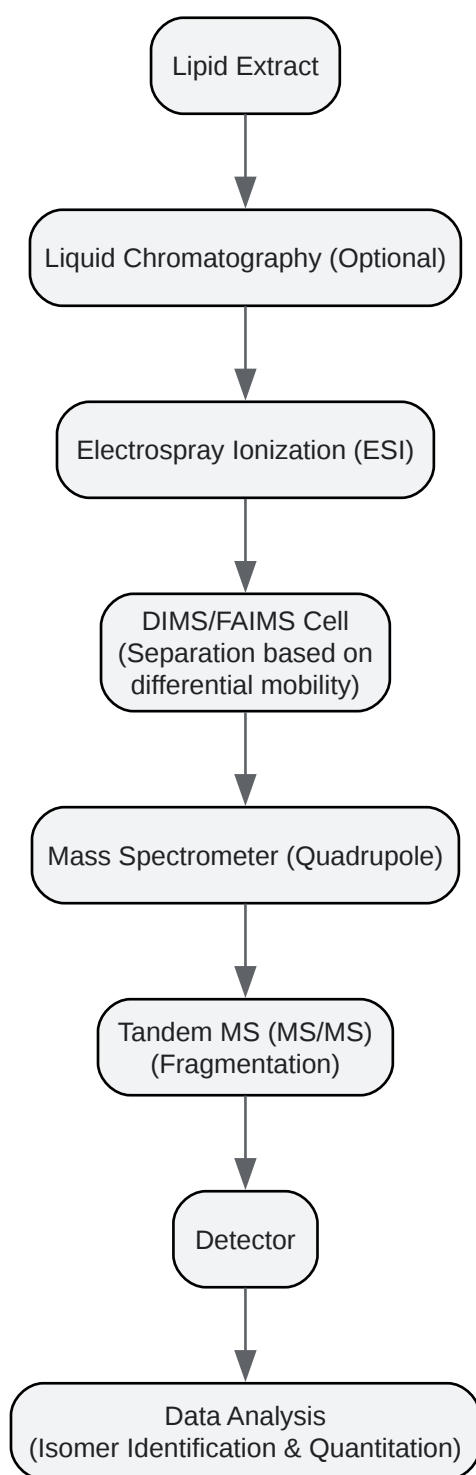 Lipid Extract
Liquid Chromatography (Optional)
Electrospray Ionization (ESI)
DIMS/FAIMS Cell
(Separation based on
differential mobility)
Mass Spectrometer (Quadrupole)
Tandem MS (MS/MS)
(Fragmentation)
Detector
Data Analysis
(Isomer Identification & Quantitation)